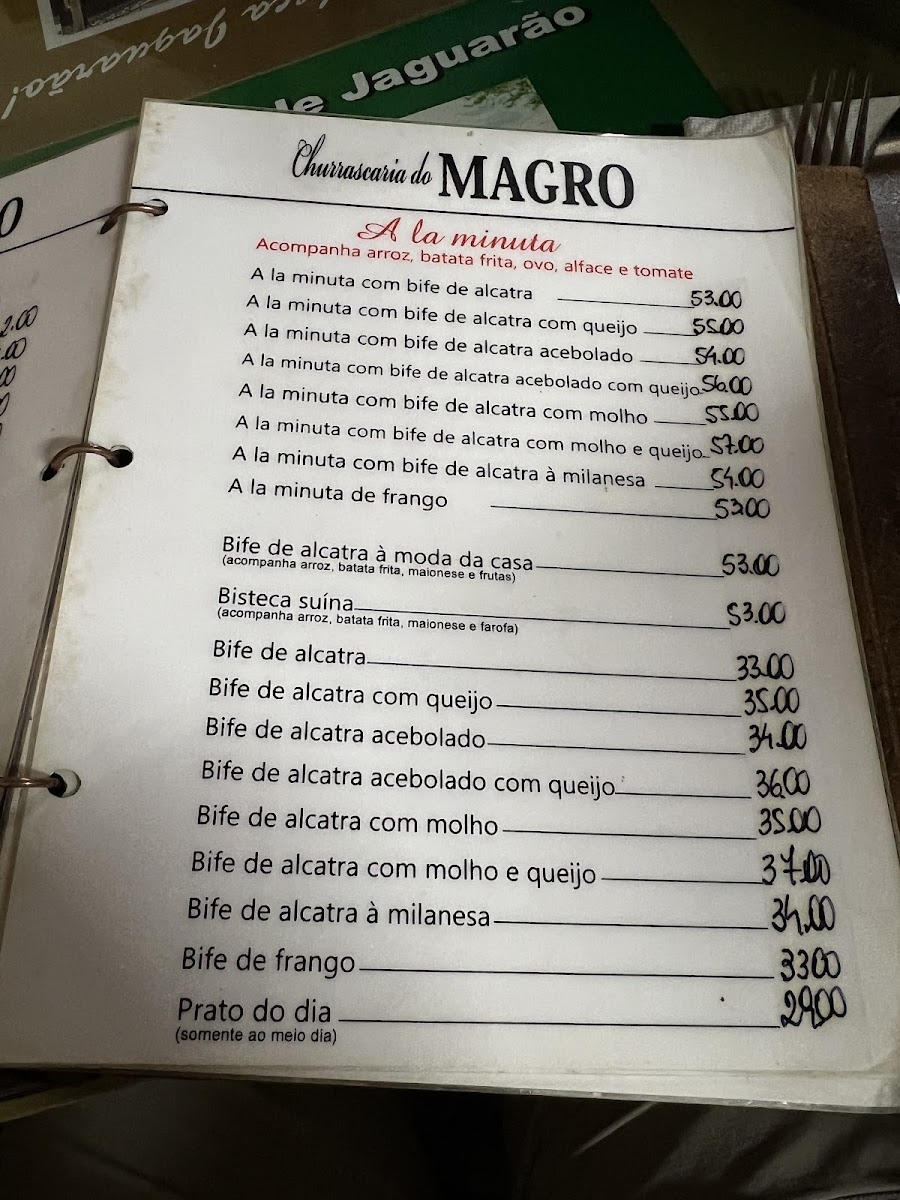 Jaguarão!
de Jaguarão
O
2.00
.00
Churrascaria do MAGRO
A la minuta
Acompanha arroz, batata frita, ovo, alface e tomate
A la minuta com bife de alcatra 53.00
A la minuta com bife de alcatra com queijo 55.00
A la minuta com bife de alcatra acebolado 54.00
A la minuta com bife de alcatra acebolado com queijo 56.00
A la minuta com bife de alcatra com molho 55.00
A la minuta com bife de alcatra com molho e queijo 57.00
A la minuta com bife de alcatra à milanesa 54.00
A la minuta de frango 53.00
Bife de alcatra à moda da casa 53.00
(acompanha arroz, batata frita, maionese e frutas)
Bisteca suína 53.00
(acompanha arroz, batata frita, maionese e farofa)
Bife de alcatra 33.00
Bife de alcatra com queijo 35.00
Bife de alcatra acebolado 34.00
Bife de alcatra acebolado com queijo 36.00
Bife de alcatra com molho 35.00
Bife de alcatra com molho e queijo 37.00
Bife de alcatra à milanesa 34.00
Bife de frango 33.00
Prato do dia 29.00
(somente ao meio dia)